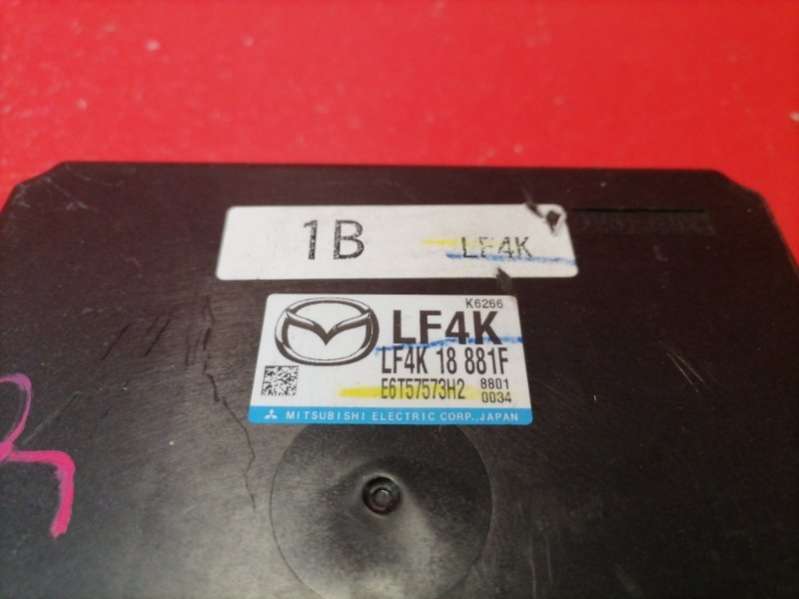 1B LF4K
K6266
LF4K
LF4K 18 881F
E6T57573H2 8801
0034
MITSUBISHI ELECTRIC CORP., JAPAN